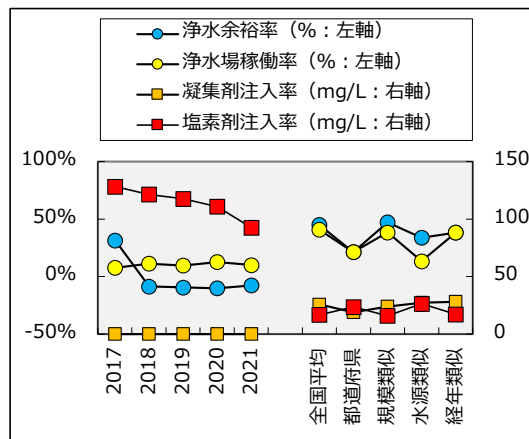 浄水余裕率（%：左軸）
浄水場稼働率（%：左軸）
凝集剤注入率（mg/L：右軸）
塩素剤注入率（mg/L：右軸）
100%
50%
0%
-50%
150
100
50
0
2017
2018
2019
2020
2021
全国平均
都道府県
規模類似
水源類似
経年類似